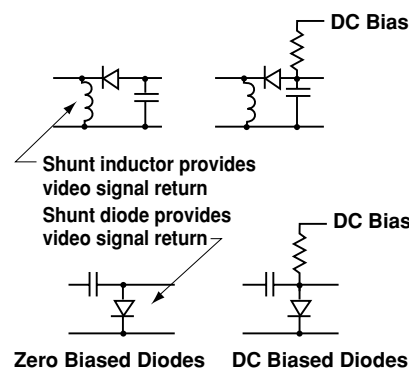 DC Bias
Shunt inductor provides
video signal return
Shunt diode provides
video signal return
DC Bias
Zero Biased Diodes
DC Biased Diodes